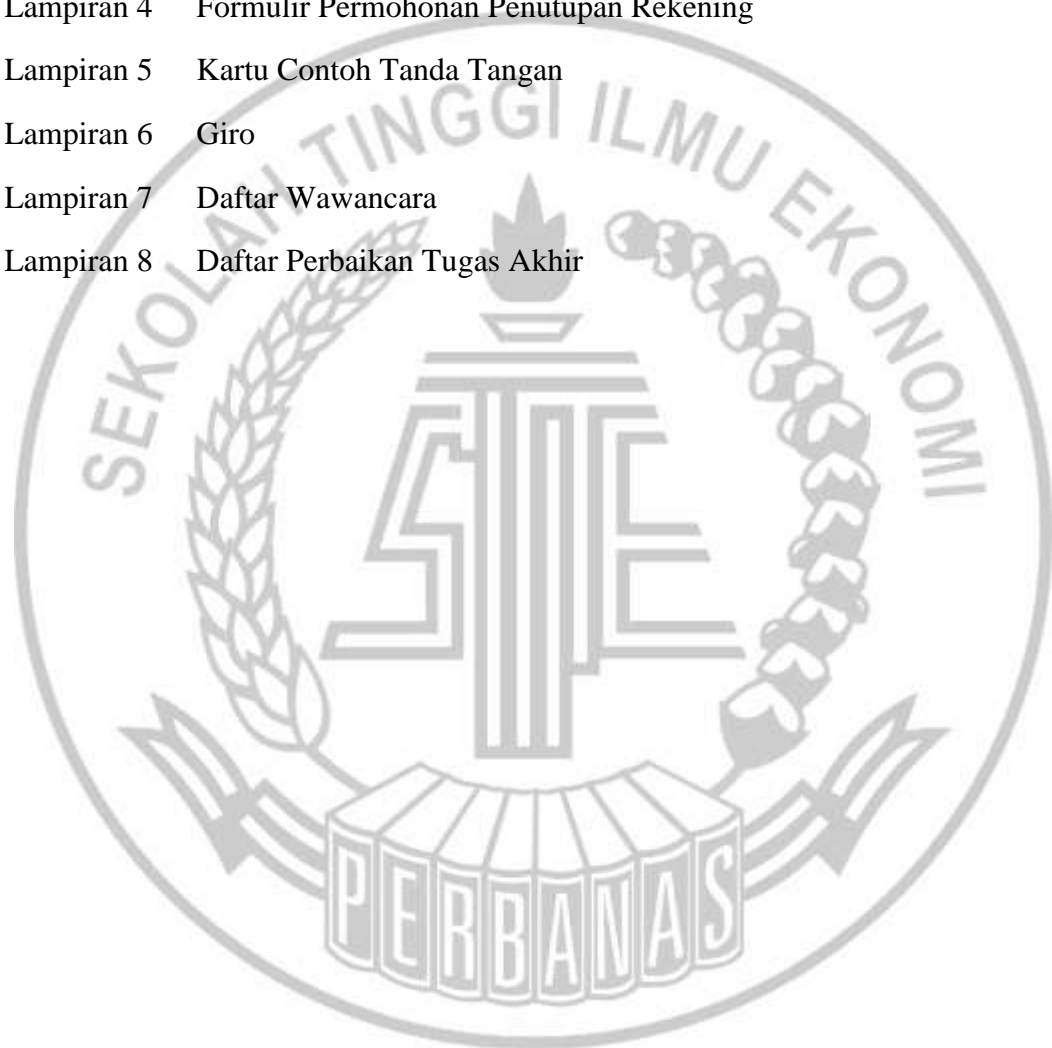 Lampiran 4 Formulir Permohonan Penutupan Rekening
Lampiran 5 Kartu Contoh Tanda Tangan
Lampiran 6 Giro
Lampiran 7 Daftar Wawancara
Lampiran 8 Daftar Perbaikan Tugas Akhir
SEKOLAH TINGGI ILMU EKONOMI
STIE
PERBANAS